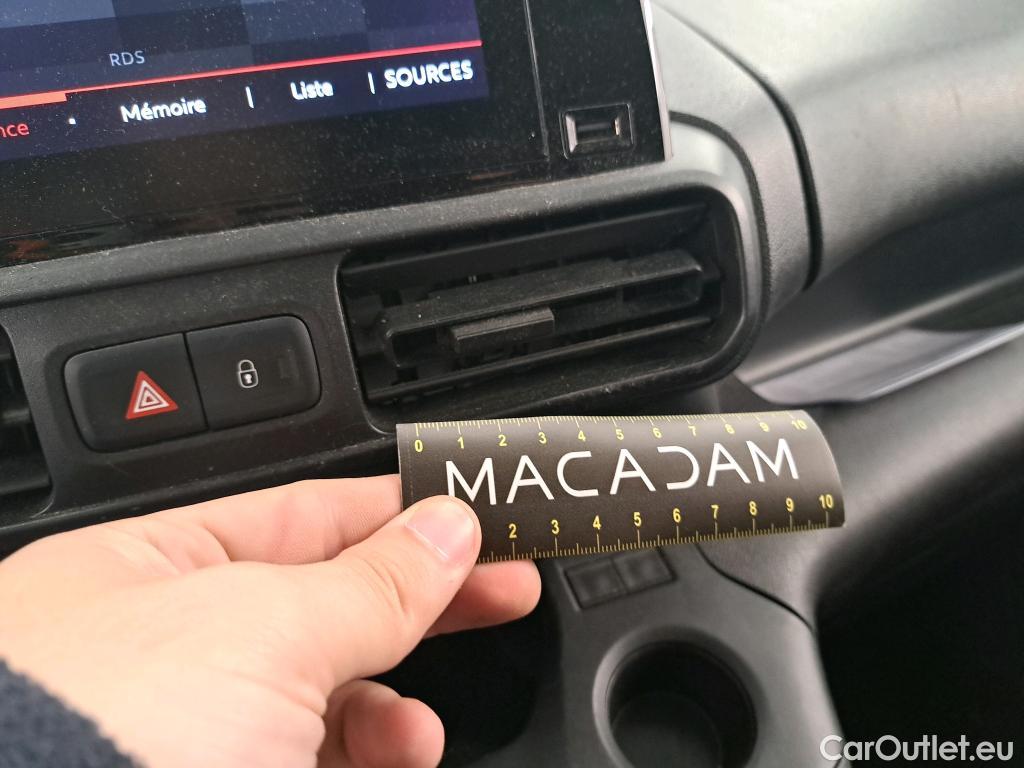 RDS
nce • Mémoire | Liste | SOURCES
0 1 2 3 4 5 6 7 8 9 10
MACADAM
2 3 4 5 6 7 8 9 10
CarOutlet.eu